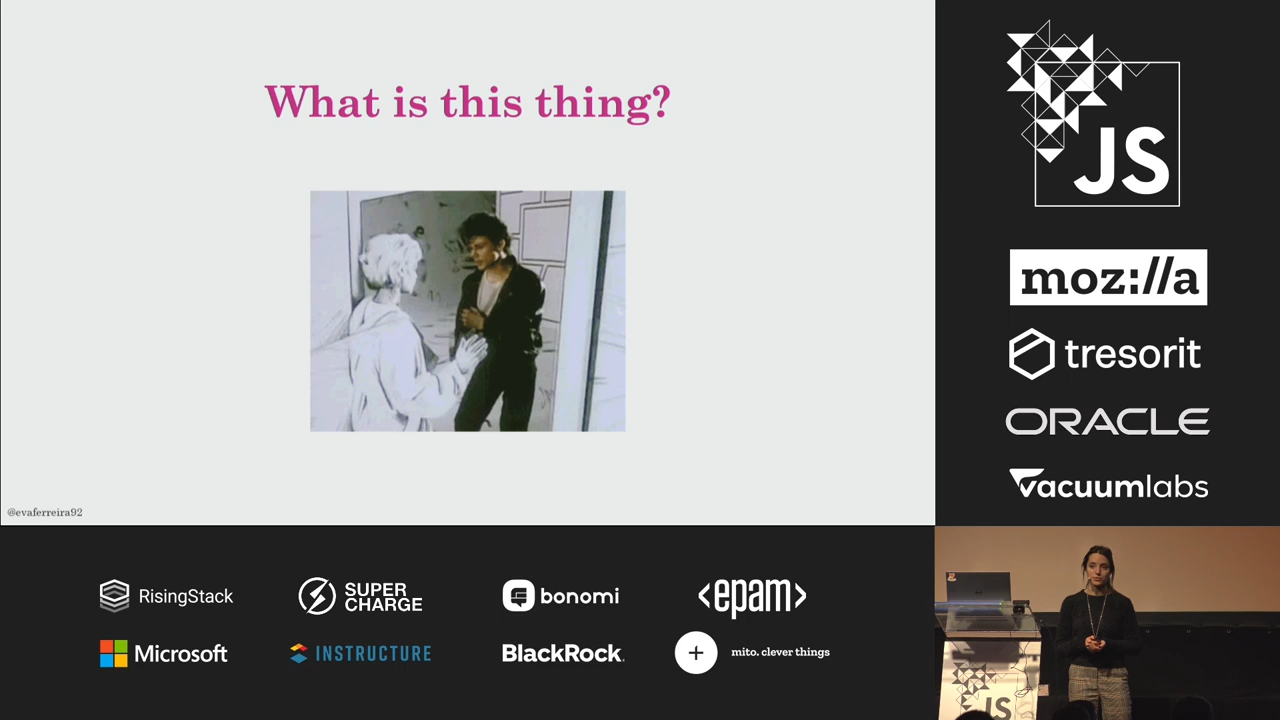 What is this thing?
@evaferreira92
JS
moz://a
tresorit
ORACLE
vacuumlabs
RisingStack
SUPER
CHARGE
bonomi
<epam>
Microsoft
INSTRUCTURE
BlackRock.
mito. clever things
JS